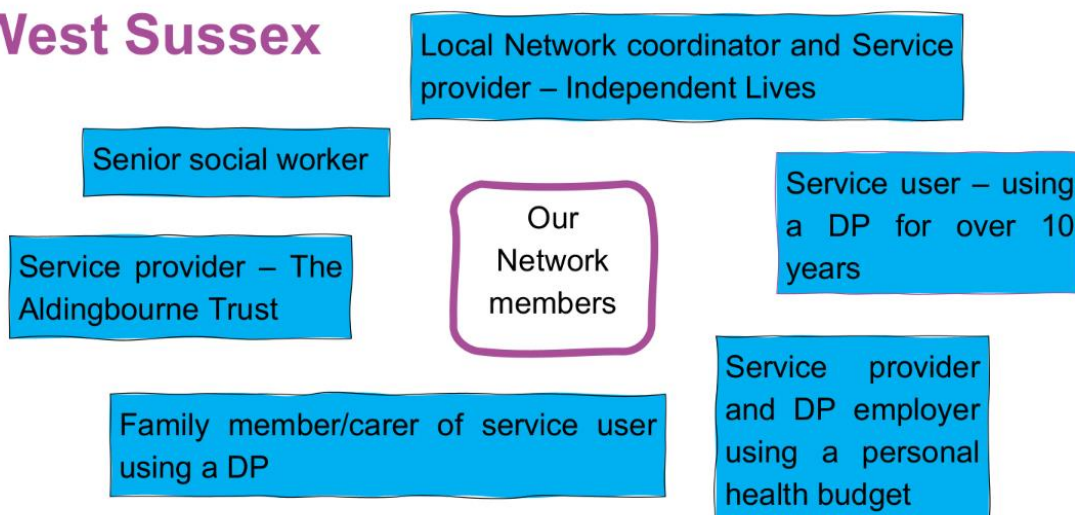 West Sussex
Local Network coordinator and Service
provider – Independent Lives
Senior social worker
Service user – using
a DP for over 10
years
Our
Network
members
Service provider – The
Aldingbourne Trust
Service provider
and DP employer
using a personal
health budget
Family member/carer of service user
using a DP